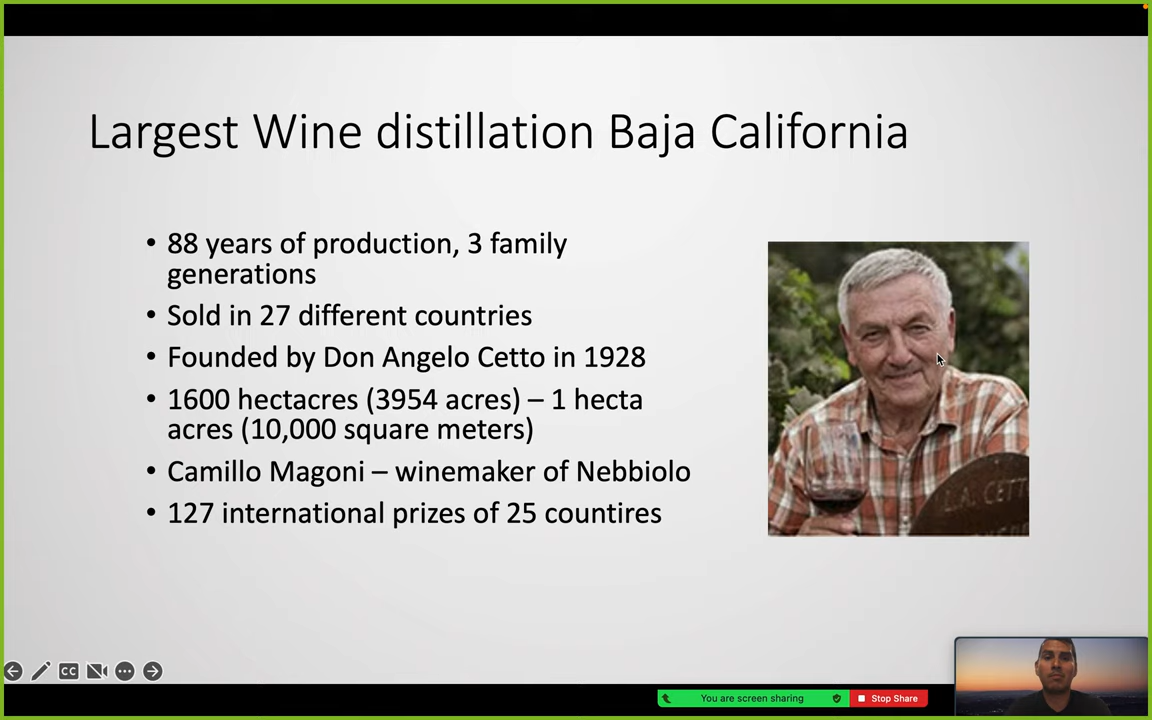 Largest Wine distillation Baja California
• 88 years of production, 3 family
generations
• Sold in 27 different countries
• Founded by Don Angelo Cetto in 1928
• 1600 hectacres (3954 acres) – 1 hecta
acres (10,000 square meters)
• Camillo Magoni – winemaker of Nebbiolo
• 127 international prizes of 25 countires
L.A. CETT
CC
You are screen sharing
Stop Share